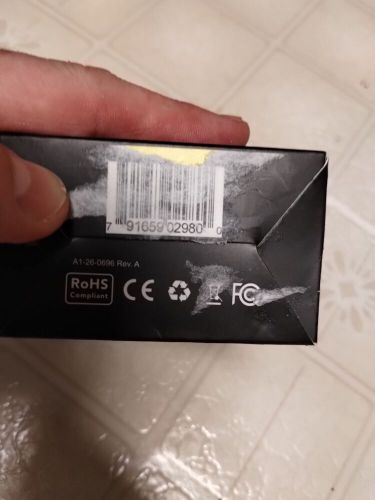 7 91659 02980 0
A1-26-0696 Rev. A
RoHS
Compliant
CE FC